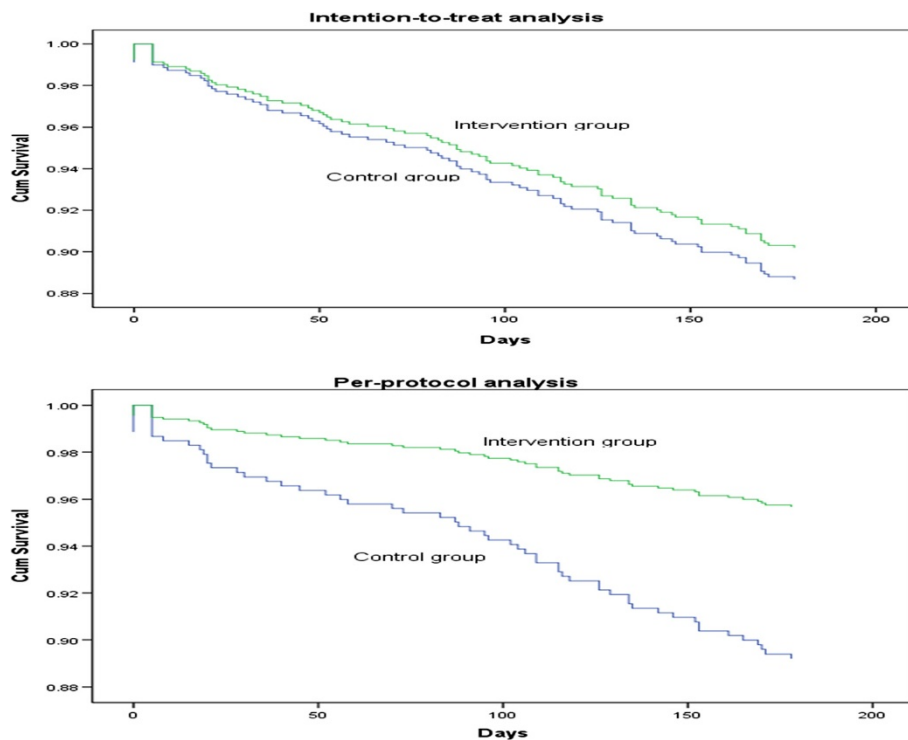 Intention-to-treat analysis
1.00
0.98
0.96
0.94
0.92
0.90
0.88
Cum Survival
Intervention group
Control group
0
50
100
150
200
Days
Per-protocol analysis
1.00
0.98
0.96
0.94
0.92
0.90
0.88
Cum Survival
Intervention group
Control group
0
50
100
150
200
Days